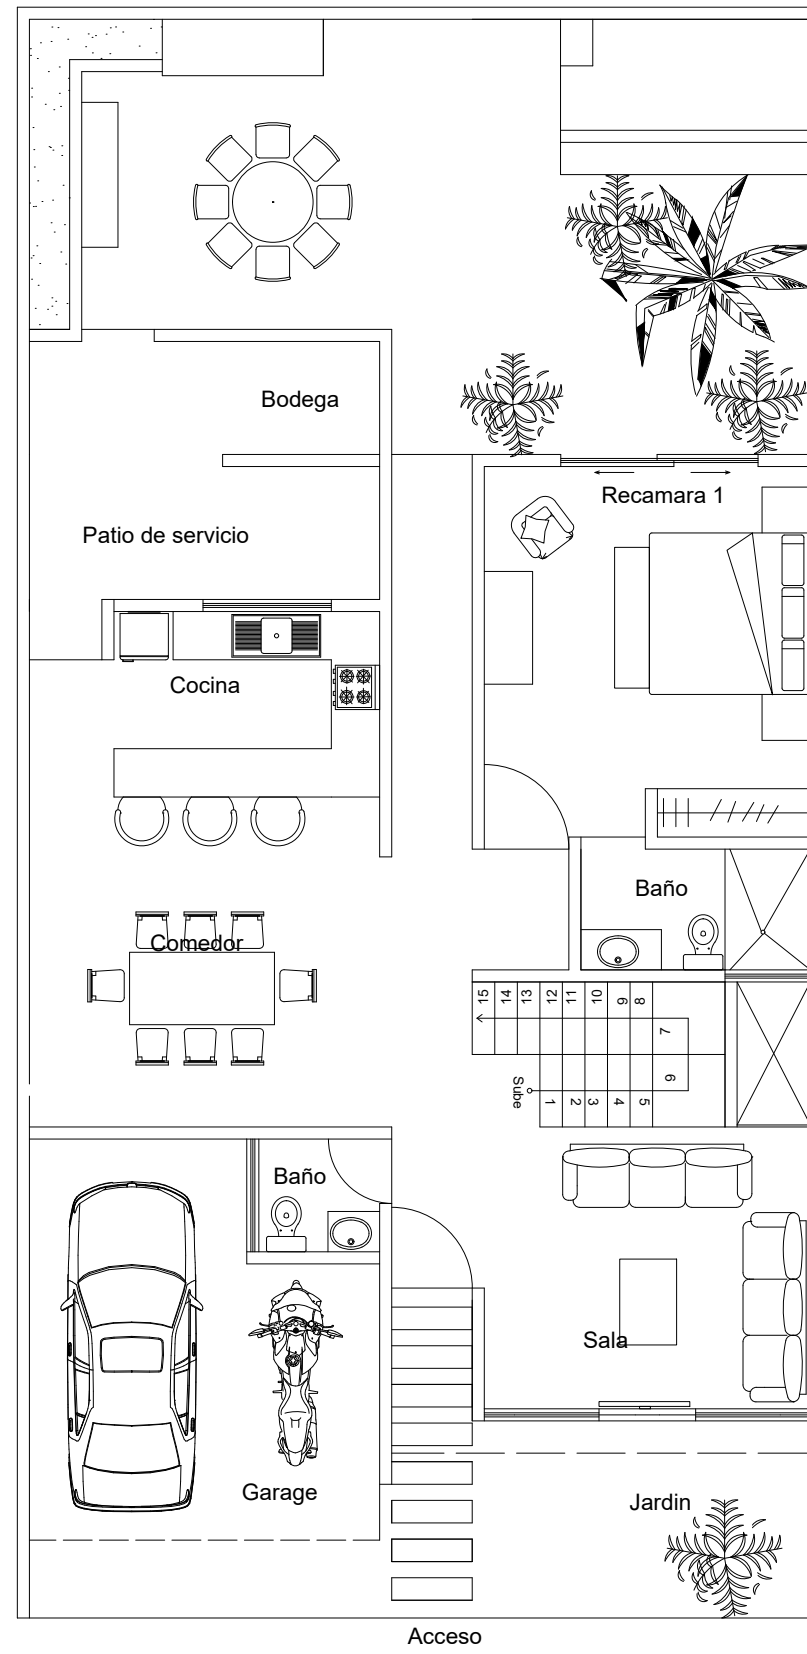 Bodega
Recamara 1
Patio de servicio
Cocina
Baño
Comedor
15 14 13 12 11 10 9 8
7
6
Sube
1 2 3 4 5
Baño
Sala
Garage
Jardin
Acceso